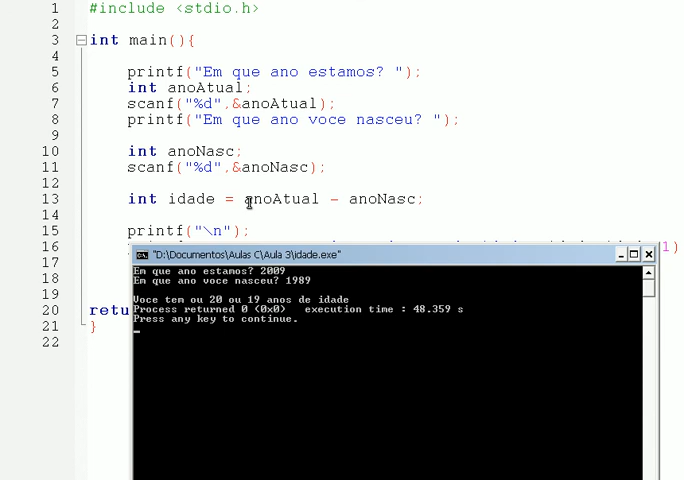 1 #include <stdio.h>
2
3 int main(){
4
5 printf("Em que ano estamos? ");
6 int anoAtual;
7 scanf("%d",&anoAtual);
8 printf("Em que ano voce nasceu? ");
9
10 int anoNasc;
11 scanf("%d",&anoNasc);
12
13 int idade = anoAtual - anoNasc;
14
15 printf("\n");
16 1)
17
18
19
20 retu
21 }
22
"D:\Documentos\Aulas C\Aula 3\idade.exe"
Em que ano estamos? 2009
Em que ano voce nasceu? 1989
Voce tem ou 20 ou 19 anos de idade
Process returned 0 (0x0) execution time : 48.359 s
Press any key to continue.